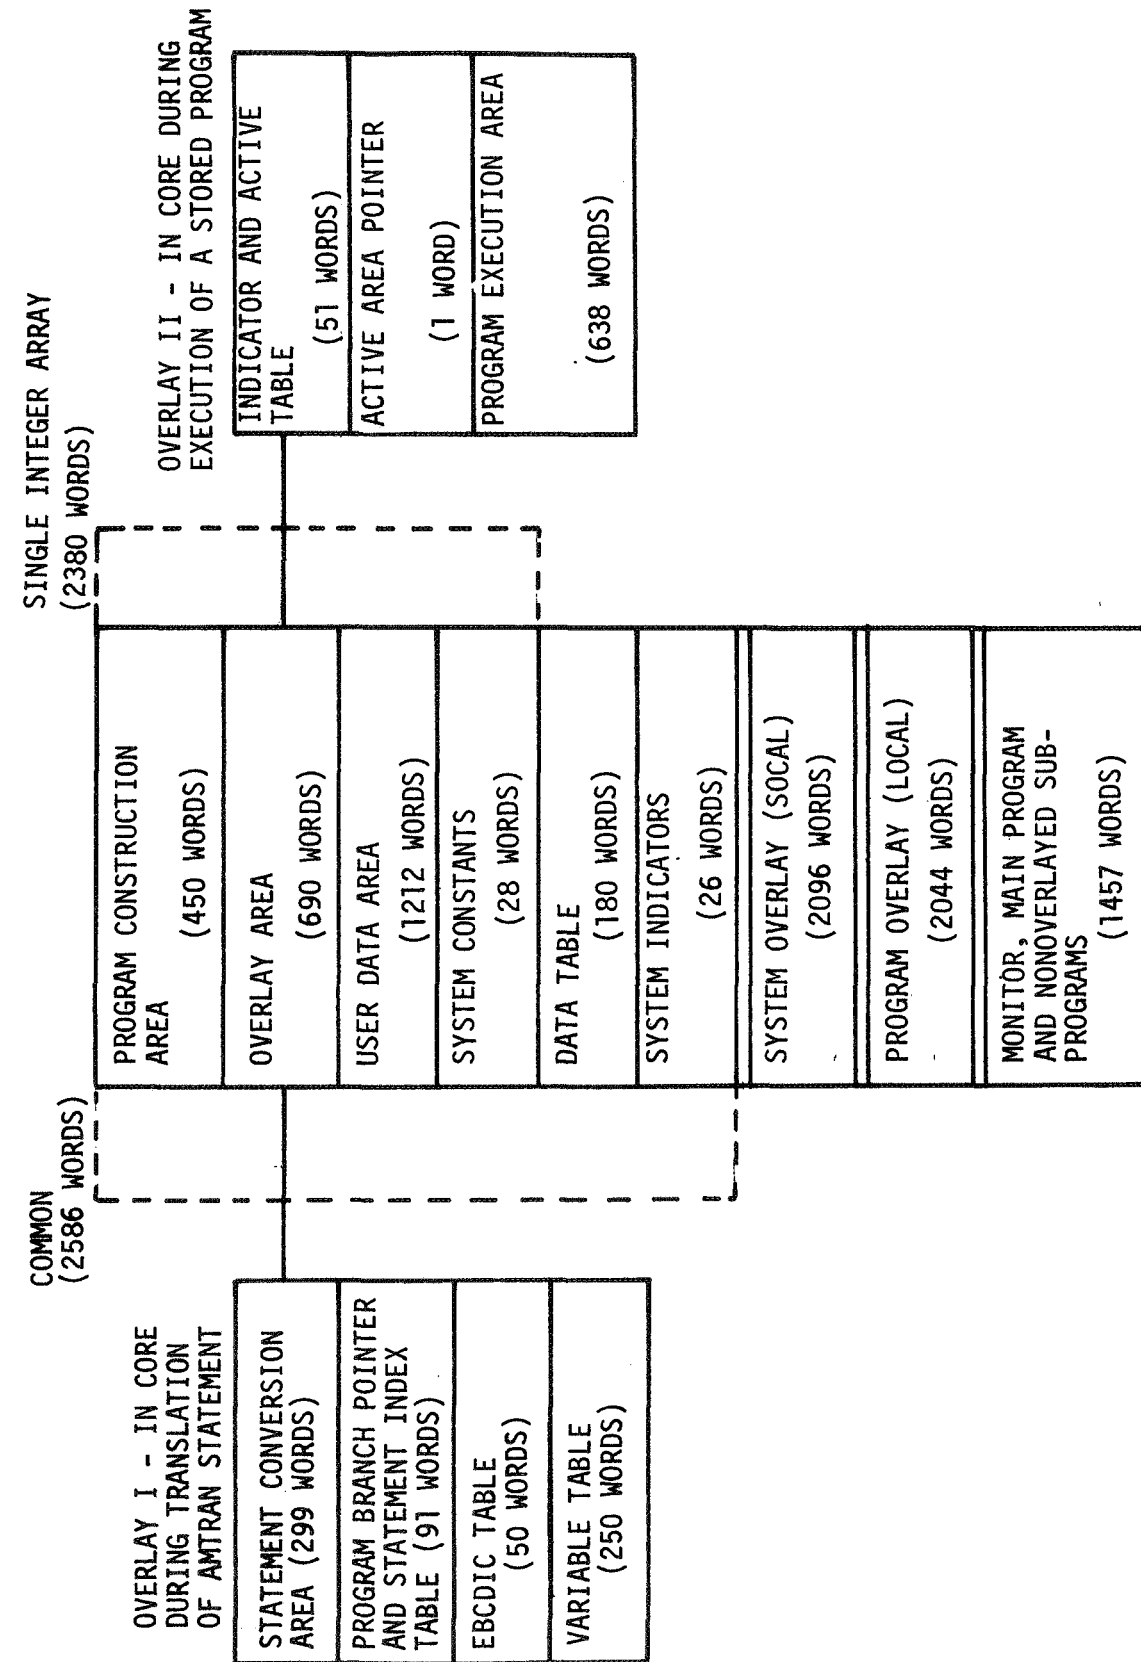 COMMON
(2586 WORDS)
SINGLE INTEGER ARRAY
(2380 WORDS)
OVERLAY I - IN CORE
DURING TRANSLATION
OF AMTRAN STATEMENT
STATEMENT CONVERSION
AREA (299 WORDS)
PROGRAM BRANCH POINTER
AND STATEMENT INDEX
TABLE (91 WORDS)
EBCDIC TABLE
(50 WORDS)
VARIABLE TABLE
(250 WORDS)
PROGRAM CONSTRUCTION
AREA
(450 WORDS)
OVERLAY AREA
(690 WORDS)
USER DATA AREA
(1212 WORDS)
SYSTEM CONSTANTS
(28 WORDS)
DATA TABLE
(180 WORDS)
SYSTEM INDICATORS
(26 WORDS)
SYSTEM OVERLAY (SOCAL)
(2096 WORDS)
PROGRAM OVERLAY (LOCAL)
(2044 WORDS)
MONITOR, MAIN PROGRAM
AND NONOVERLAYED SUB-
PROGRAMS
(1457 WORDS)
OVERLAY II - IN CORE DURING
EXECUTION OF A STORED PROGRAM
INDICATOR AND ACTIVE
TABLE
(51 WORDS)
ACTIVE AREA POINTER
(1 WORD)
PROGRAM EXECUTION AREA
(638 WORDS)